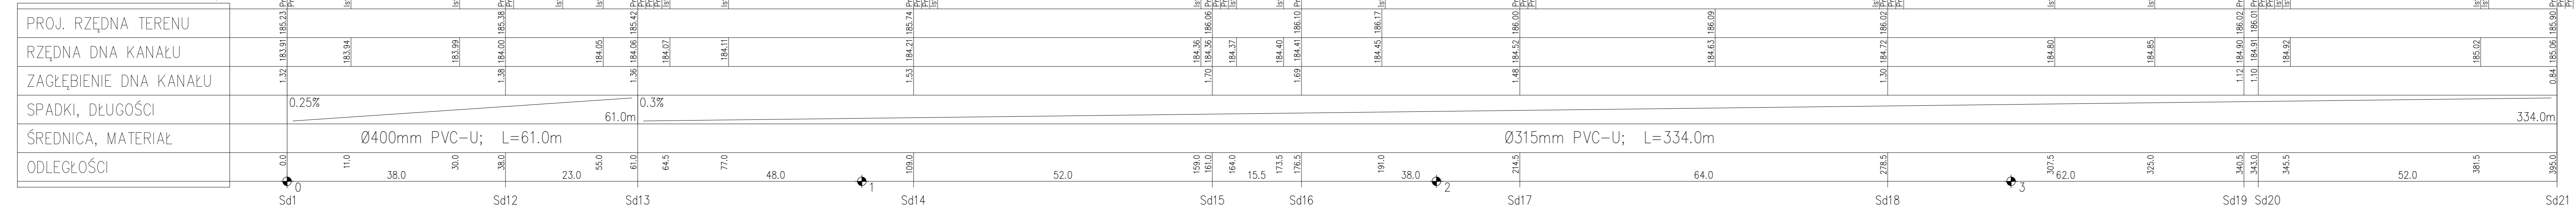 PROJ. RZĘDNA TERENU 185.23 185.38 185.42 185.74 186.06 186.10 186.17 186.00 186.09 186.02 186.02 186.01 185.90
RZĘDNA DNA KANAŁU 183.91 183.94 183.99 184.00 184.05 184.06 184.07 184.11 184.21 184.36 184.36 184.37 184.40 184.41 184.45 184.52 184.63 184.72 184.80 184.85 184.90 184.91 184.92 185.02 185.06
ZAGŁĘBIENIE DNA KANAŁU 1.32 1.38 1.36 1.53 1.70 1.69 1.48 1.30 1.12 1.10 0.84
SPADKI, DŁUGOŚCI 0.25% 61.0m 0.3% 334.0m
ŚREDNICA, MATERIAŁ Ø400mm PVC-U; L=61.0m Ø315mm PVC-U; L=334.0m
ODLEGŁOŚCI 0.0 11.0 30.0 38.0 55.0 61.0 64.5 77.0 109.0 159.0 161.0 164.0 173.5 176.5 191.0 214.5 278.5 307.5 325.0 340.5 343.0 345.5 381.5 395.0
38.0 23.0 48.0 52.0 15.5 38.0 64.0 62.0 52.0
0 1 2 3
Sd1 Sd12 Sd13 Sd14 Sd15 Sd16 Sd17 Sd18 Sd19 Sd20 Sd21